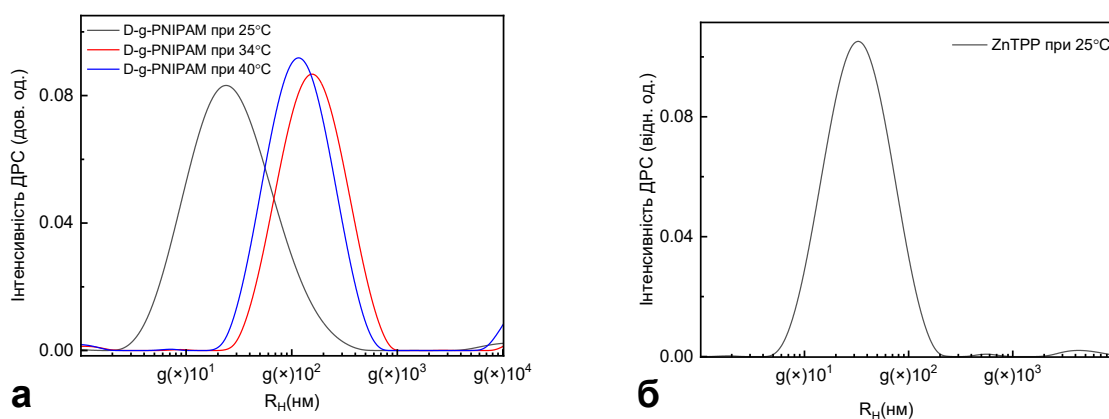 D-g-PNIPAM при 25°C
D-g-PNIPAM при 34°C
D-g-PNIPAM при 40°C
Інтенсивність ДРС (дов. од.)
0.08
0.04
0.00
g(×)10¹
g(×)10²
g(×)10³
g(×)10⁴
R_H(нм)
а
ZnTPP при 25°C
Інтенсивність ДРС (відн. од.)
0.08
0.04
0.00
g(×)10¹
g(×)10²
g(×)10³
R_H(нм)
б